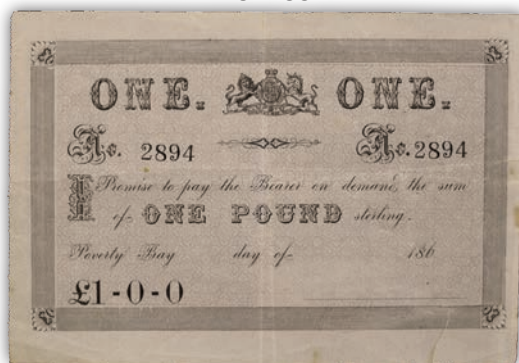 ONE. ONE.
No. 2894 No. 2894
I Promise to pay the Bearer on demand the sum
of ONE POUND sterling.
Poverty Bay day of 186
£1-0-0